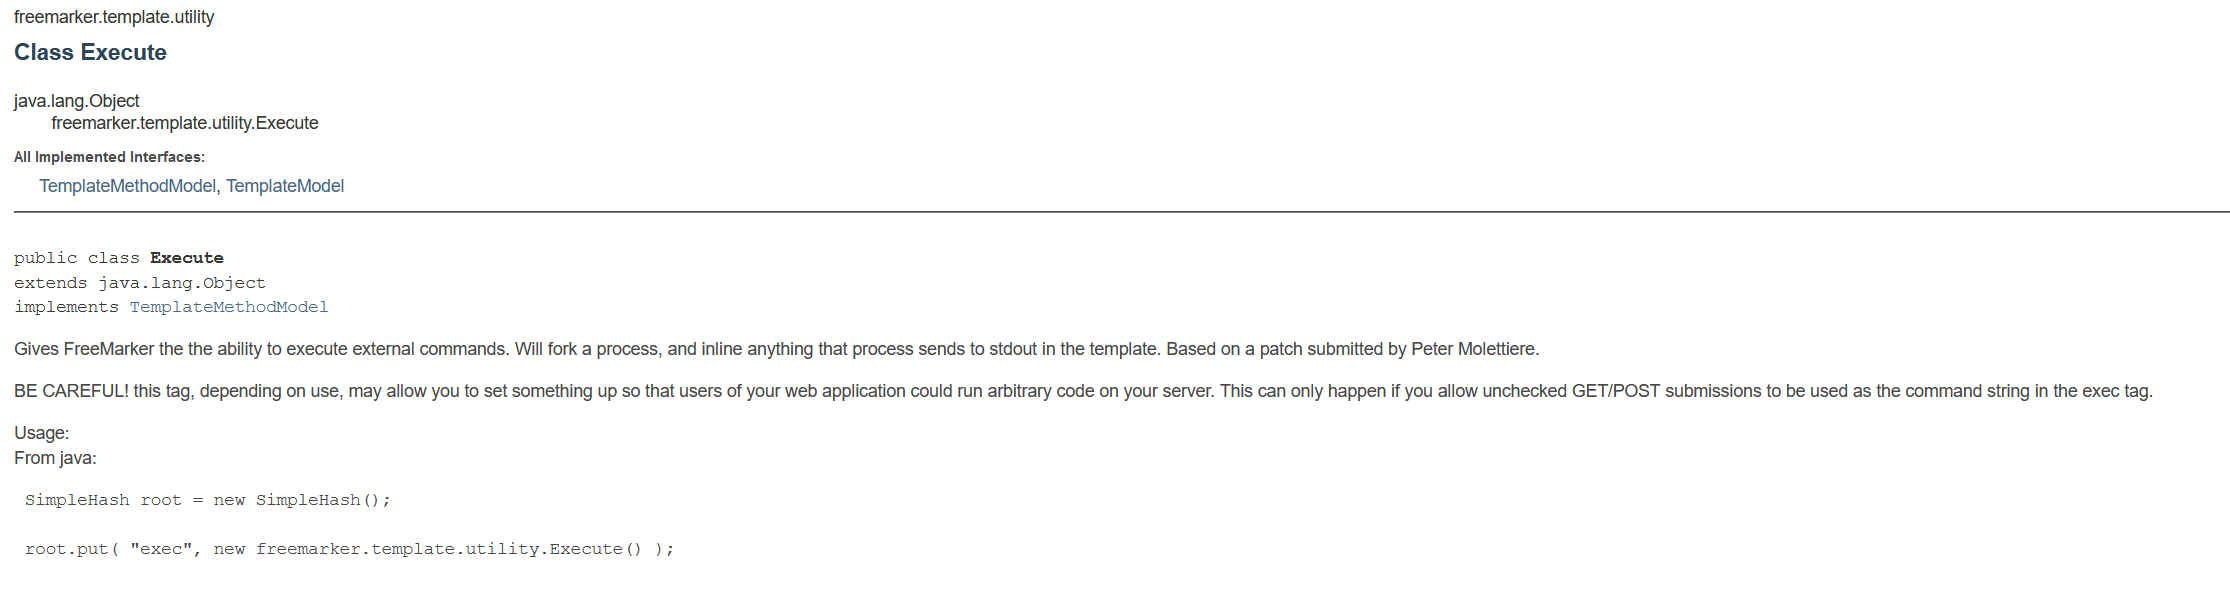 freemarker.template.utility
Class Execute
java.lang.Object
freemarker.template.utility.Execute
All Implemented Interfaces:
TemplateMethodModel, TemplateModel
public class Execute
extends java.lang.Object
implements TemplateMethodModel
Gives FreeMarker the the ability to execute external commands. Will fork a process, and inline anything that process sends to stdout in the template. Based on a patch submitted by Peter Molettiere.
BE CAREFUL! this tag, depending on use, may allow you to set something up so that users of your web application could run arbitrary code on your server. This can only happen if you allow unchecked GET/POST submissions to be used as the command string in the exec tag.
Usage:
From java:
SimpleHash root = new SimpleHash();
root.put( "exec", new freemarker.template.utility.Execute() );